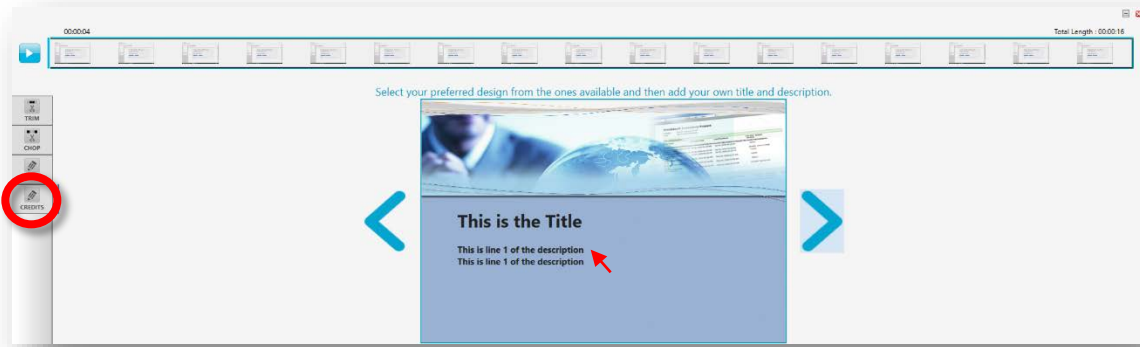 00:00:04
Total Length : 00:00:16
Select your preferred design from the ones available and then add your own title and description.
TRIM
CHOP
CREDITS
This is the Title
This is line 1 of the description
This is line 1 of the description